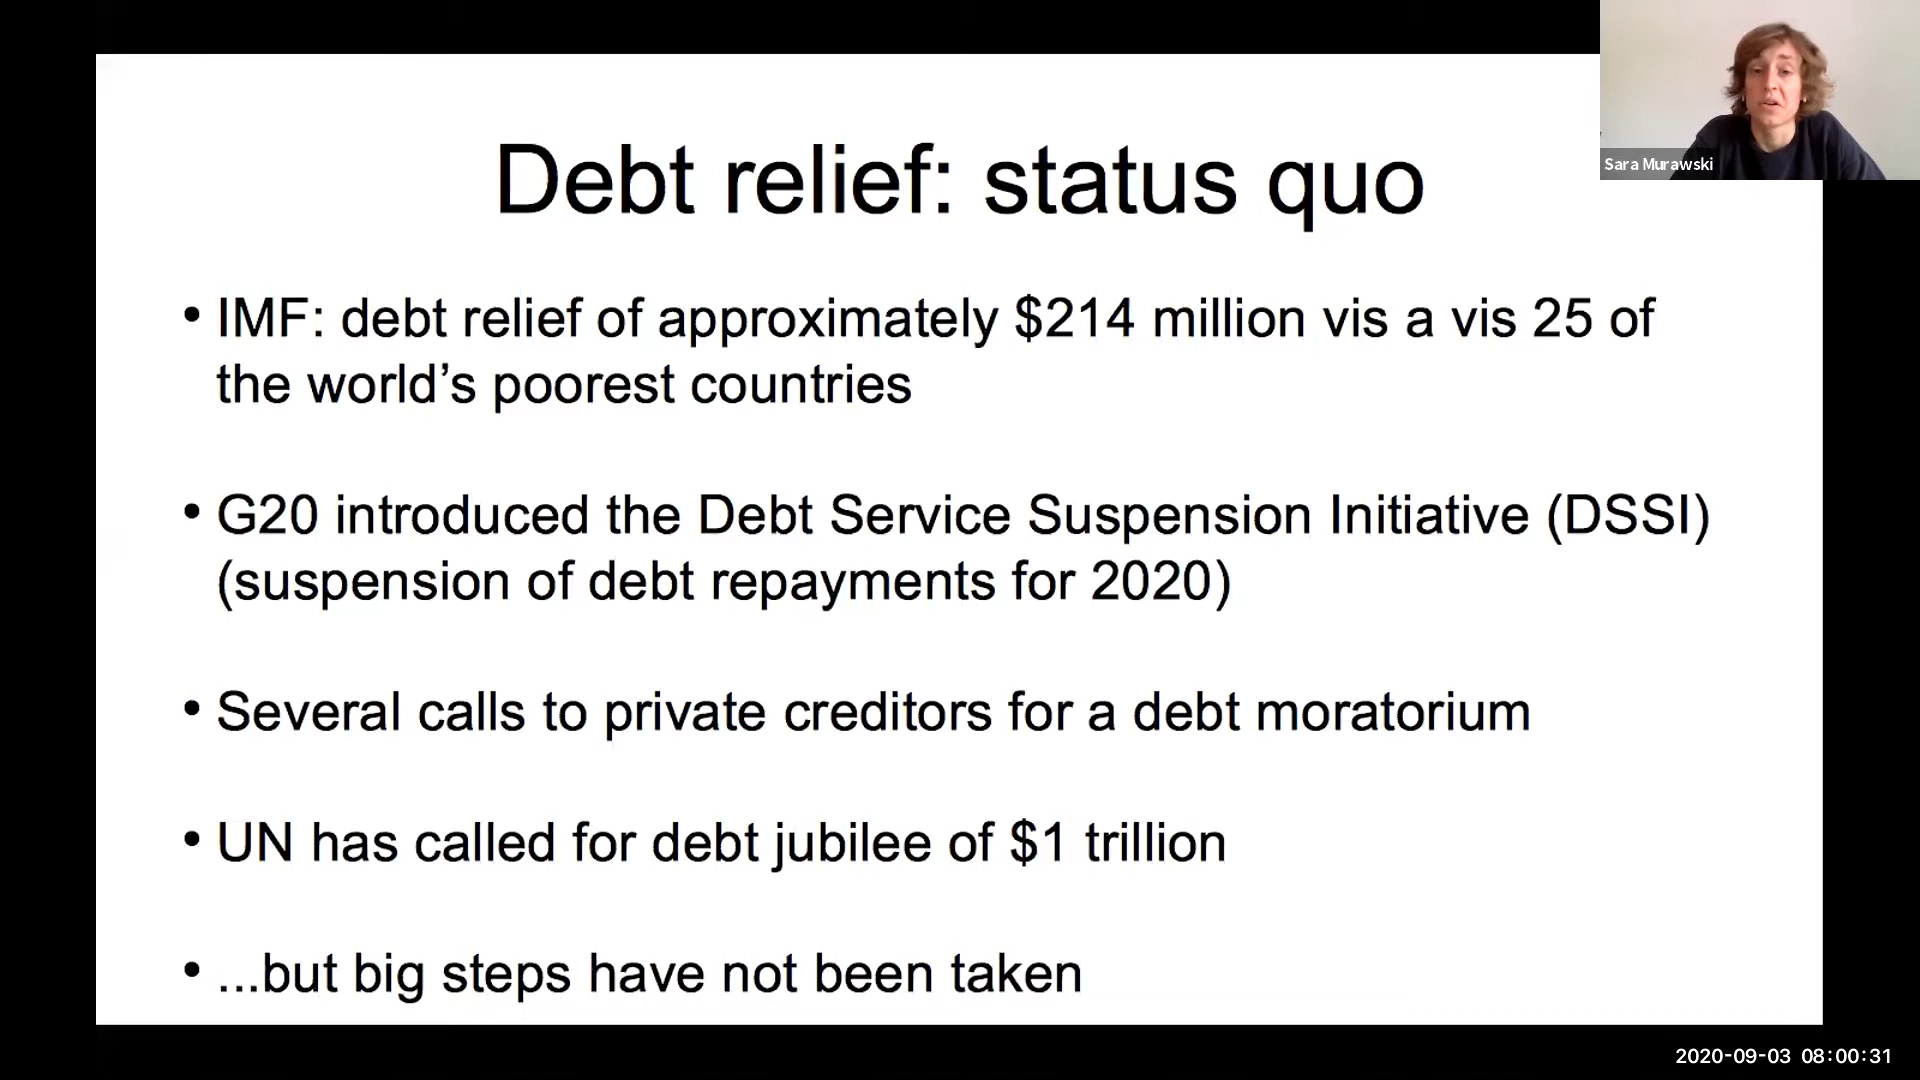 Sara Murawski
Debt relief: status quo
• IMF: debt relief of approximately $214 million vis a vis 25 of
the world’s poorest countries
• G20 introduced the Debt Service Suspension Initiative (DSSI)
(suspension of debt repayments for 2020)
• Several calls to private creditors for a debt moratorium
• UN has called for debt jubilee of $1 trillion
• ...but big steps have not been taken
2020-09-03 08:00:31